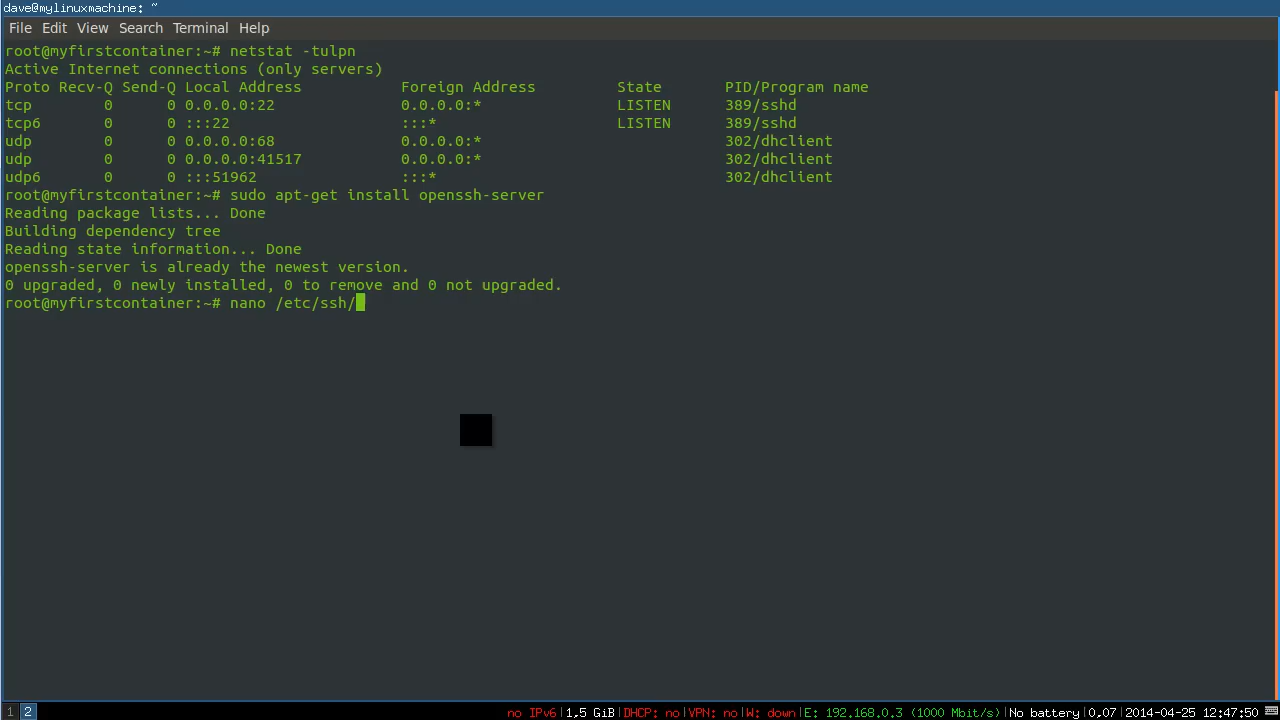 dave@mylinuxmachine: ~
File Edit View Search Terminal Help
root@myfirstcontainer:~# netstat -tulpn
Active Internet connections (only servers)
Proto Recv-Q Send-Q Local Address           Foreign Address         State       PID/Program name
tcp        0      0 0.0.0.0:22              0.0.0.0:*               LISTEN      389/sshd
tcp6       0      0 :::22                   :::*                    LISTEN      389/sshd
udp        0      0 0.0.0.0:68              0.0.0.0:*                           302/dhclient
udp        0      0 0.0.0.0:41517           0.0.0.0:*                           302/dhclient
udp6       0      0 :::51962                :::*                                302/dhclient
root@myfirstcontainer:~# sudo apt-get install openssh-server
Reading package lists... Done
Building dependency tree
Reading state information... Done
openssh-server is already the newest version.
0 upgraded, 0 newly installed, 0 to remove and 0 not upgraded.
root@myfirstcontainer:~# nano /etc/ssh/
1 2 no IPv6|1,5 GiB|DHCP: no|VPN: no|W: down|E: 192.168.0.3 (1000 Mbit/s)|No battery|0.07|2014-04-25 12:47:50